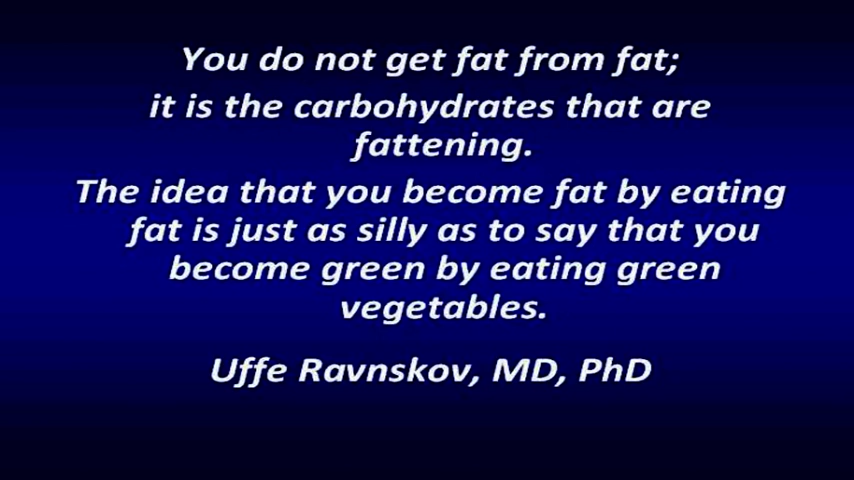 You do not get fat from fat;
it is the carbohydrates that are
fattening.
The idea that you become fat by eating
fat is just as silly as to say that you
become green by eating green
vegetables.
Uffe Ravnskov, MD, PhD